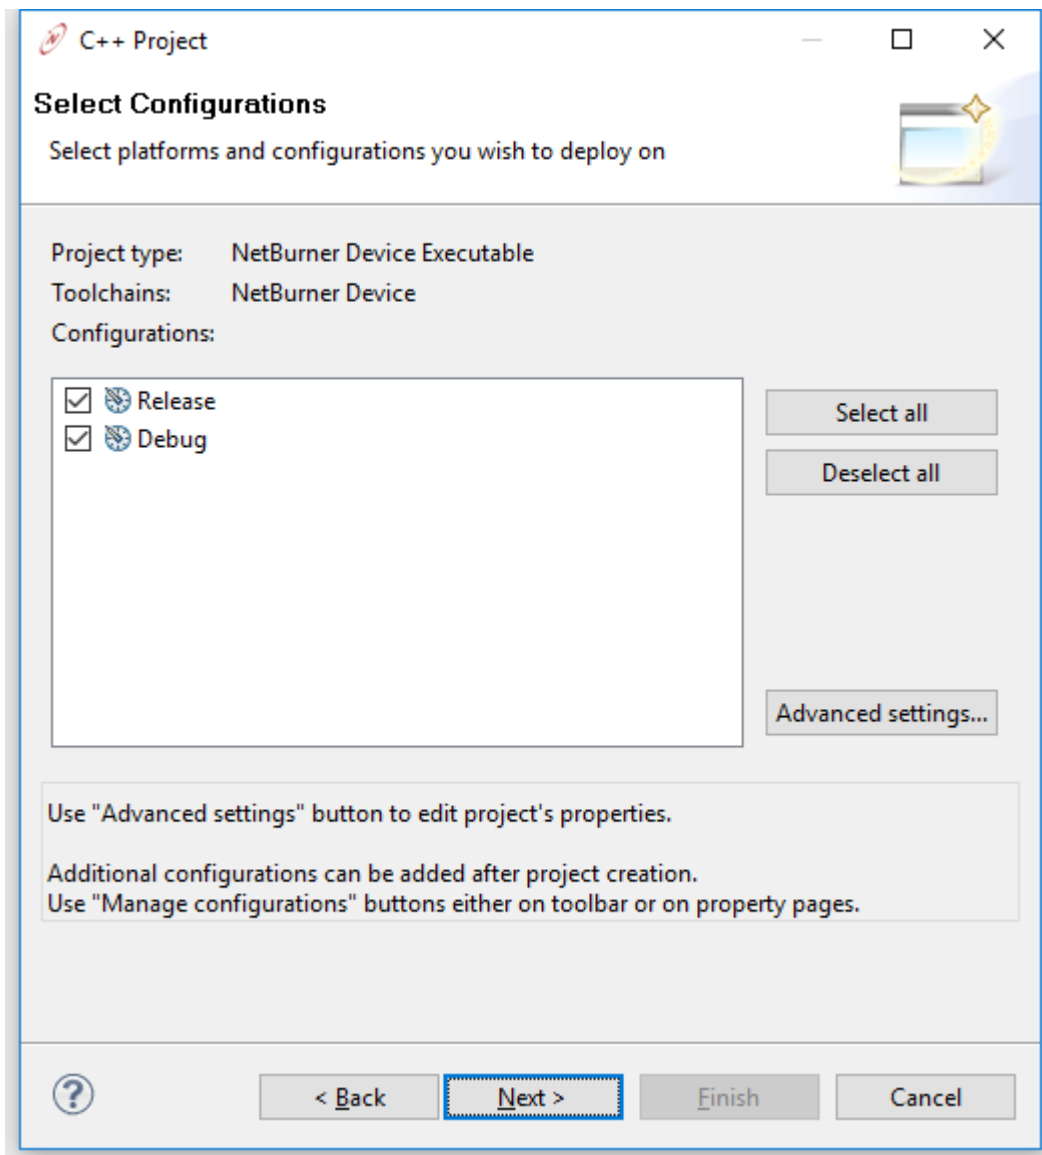 C++ Project
Select Configurations
Select platforms and configurations you wish to deploy on
Project type: NetBurner Device Executable
Toolchains: NetBurner Device
Configurations:
Release
Debug
Select all
Deselect all
Advanced settings...
Use "Advanced settings" button to edit project's properties.
Additional configurations can be added after project creation.
Use "Manage configurations" buttons either on toolbar or on property pages.
? < Back Next > Finish Cancel